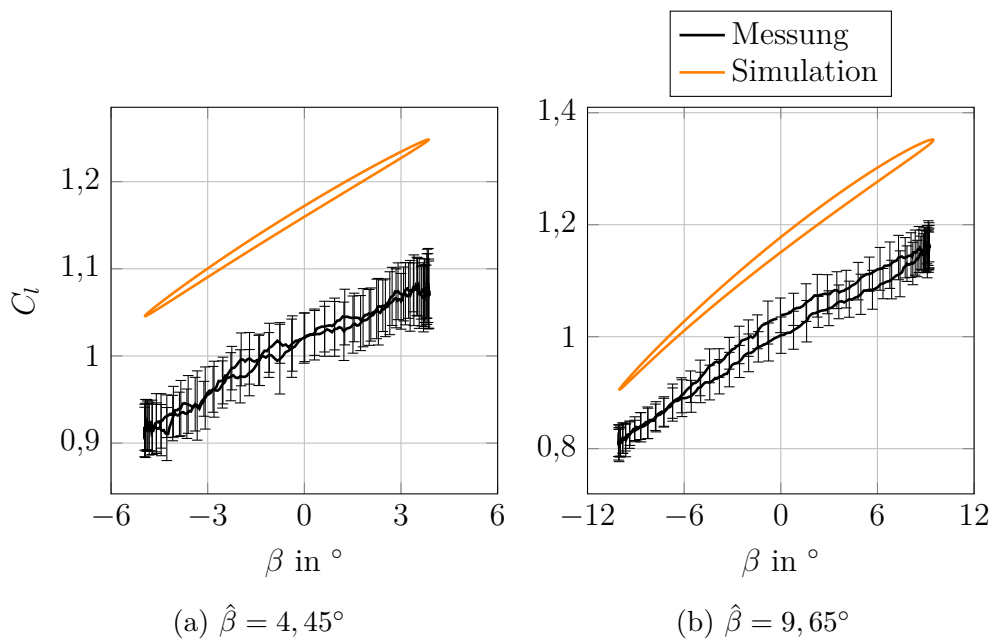 Messung
Simulation
C_l
1,2
1,1
1
0,9
−6 −3 0 3 6
β in °
(a) β̂ = 4, 45°
1,4
1,2
1
0,8
−12 −6 0 6 12
β in °
(b) β̂ = 9, 65°